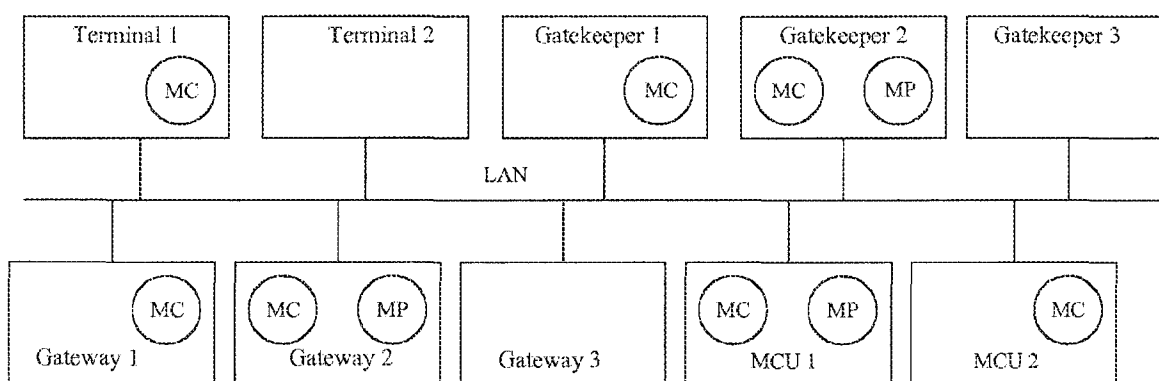 Terminal 1 Terminal 2 Gatekeeper 1 Gatekeeper 2 Gatekeeper 3
MC MC MC MP
LAN
MC MC MP MC MP MC
Gateway 1 Gateway 2 Gateway 3 MCU 1 MCU 2